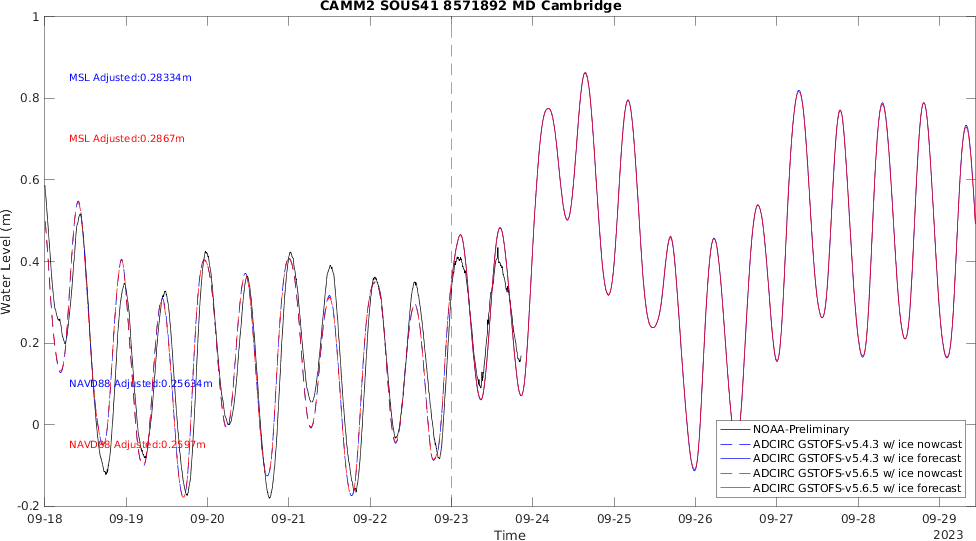 CAMM2 SOUS41 8571892 MD Cambridge
1
0.8
0.6
0.4
0.2
0
-0.2
Water Level (m)
MSL Adjusted:0.28334m
MSL Adjusted:0.2867m
NAVD88 Adjusted:0.25634m
NAVD88 Adjusted:0.2597m
NOAA-Preliminary
ADCIRC GSTOFS-v5.4.3 w/ ice nowcast
ADCIRC GSTOFS-v5.4.3 w/ ice forecast
ADCIRC GSTOFS-v5.6.5 w/ ice nowcast
ADCIRC GSTOFS-v5.6.5 w/ ice forecast
09-18 09-19 09-20 09-21 09-22 09-23 09-24 09-25 09-26 09-27 09-28 09-29
Time
2023